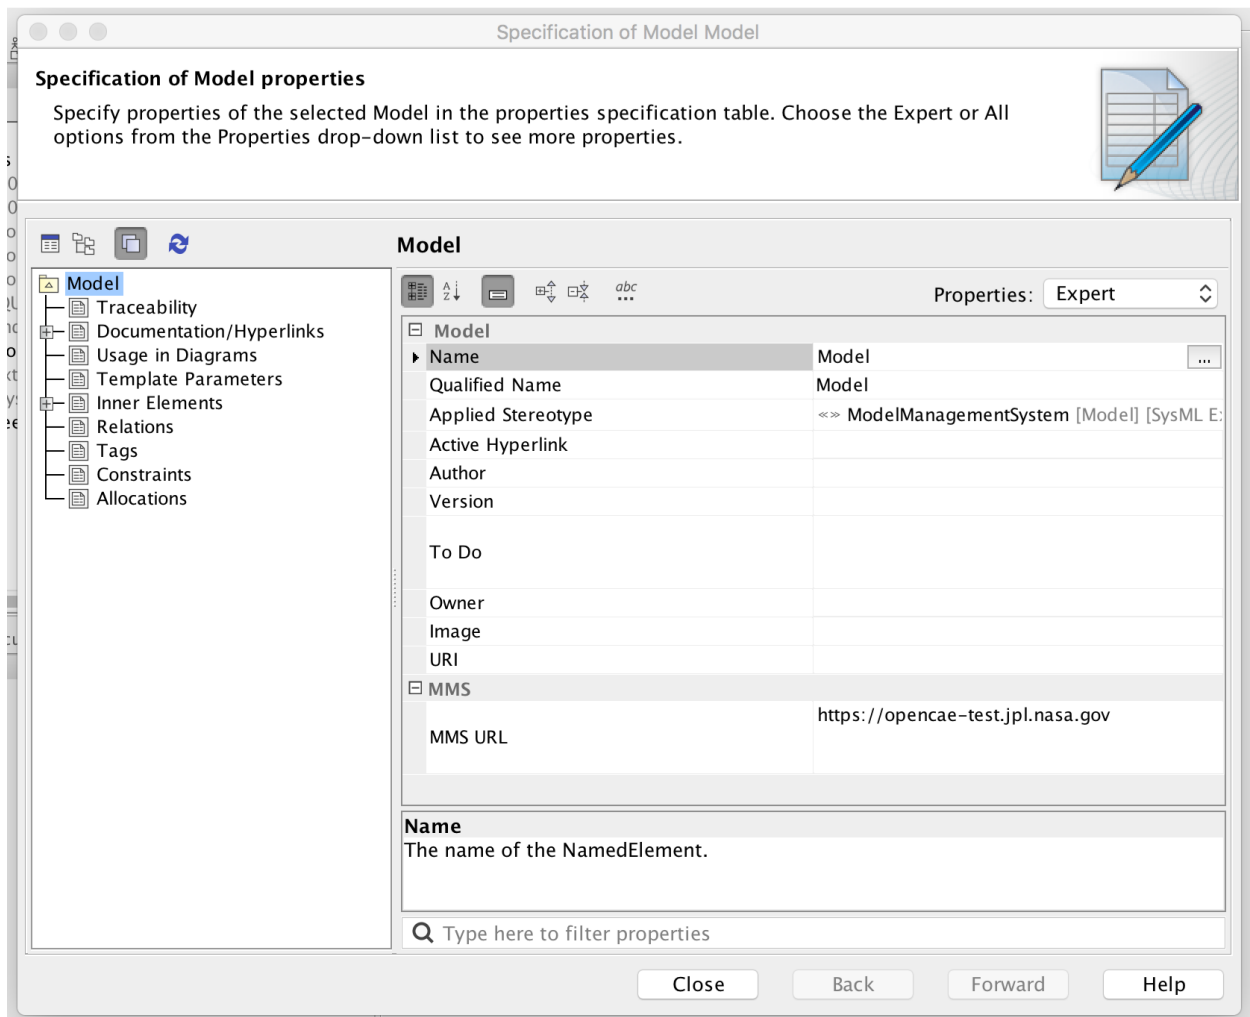 Specification of Model Model
Specification of Model properties
Specify properties of the selected Model in the properties specification table. Choose the Expert or All
options from the Properties drop-down list to see more properties.
Model
Model
Traceability
Documentation/Hyperlinks
Usage in Diagrams
Template Parameters
Inner Elements
Relations
Tags
Constraints
Allocations
A
Z
abc
Properties: Expert
Model
Name Model ...
Qualified Name Model
Applied Stereotype «» ModelManagementSystem [Model] [SysML E
Active Hyperlink
Author
Version
To Do
Owner
Image
URI
MMS
MMS URL https://opencae-test.jpl.nasa.gov
Name
The name of the NamedElement.
Type here to filter properties
Close Back Forward Help